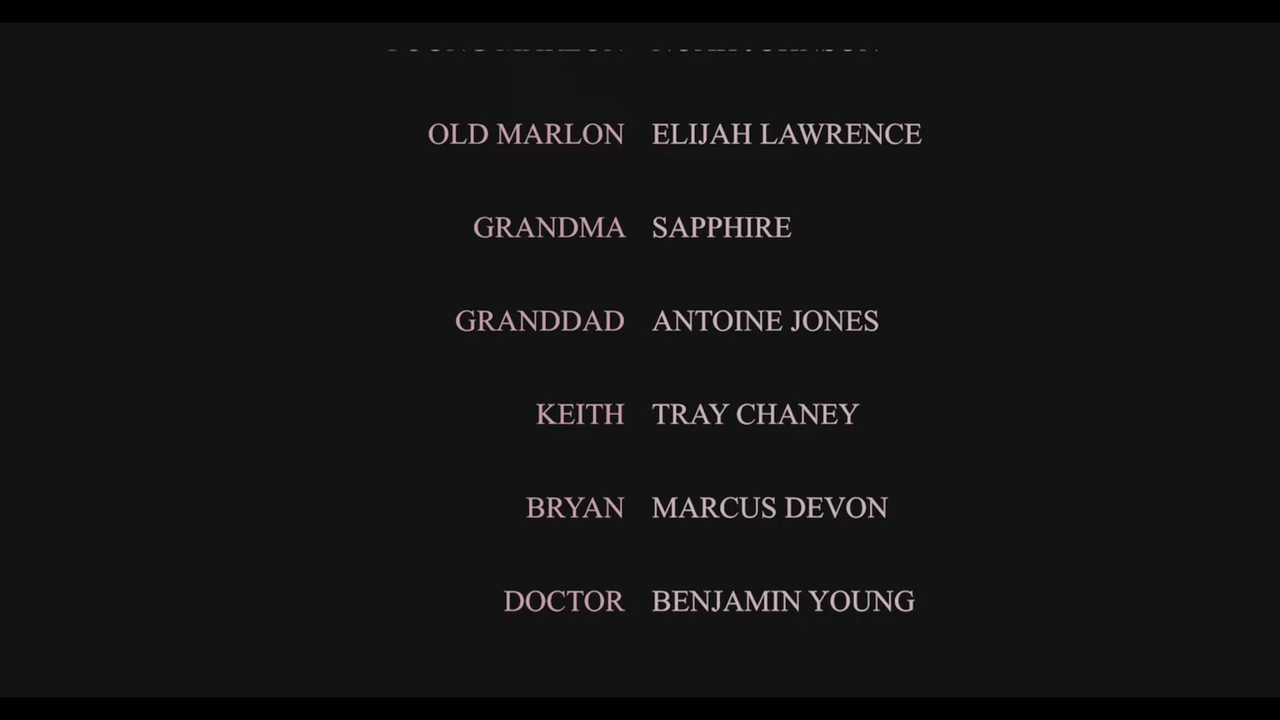 OLD MARLON ELIJAH LAWRENCE
GRANDMA SAPPHIRE
GRANDDAD ANTOINE JONES
KEITH TRAY CHANEY
BRYAN MARCUS DEVON
DOCTOR BENJAMIN YOUNG